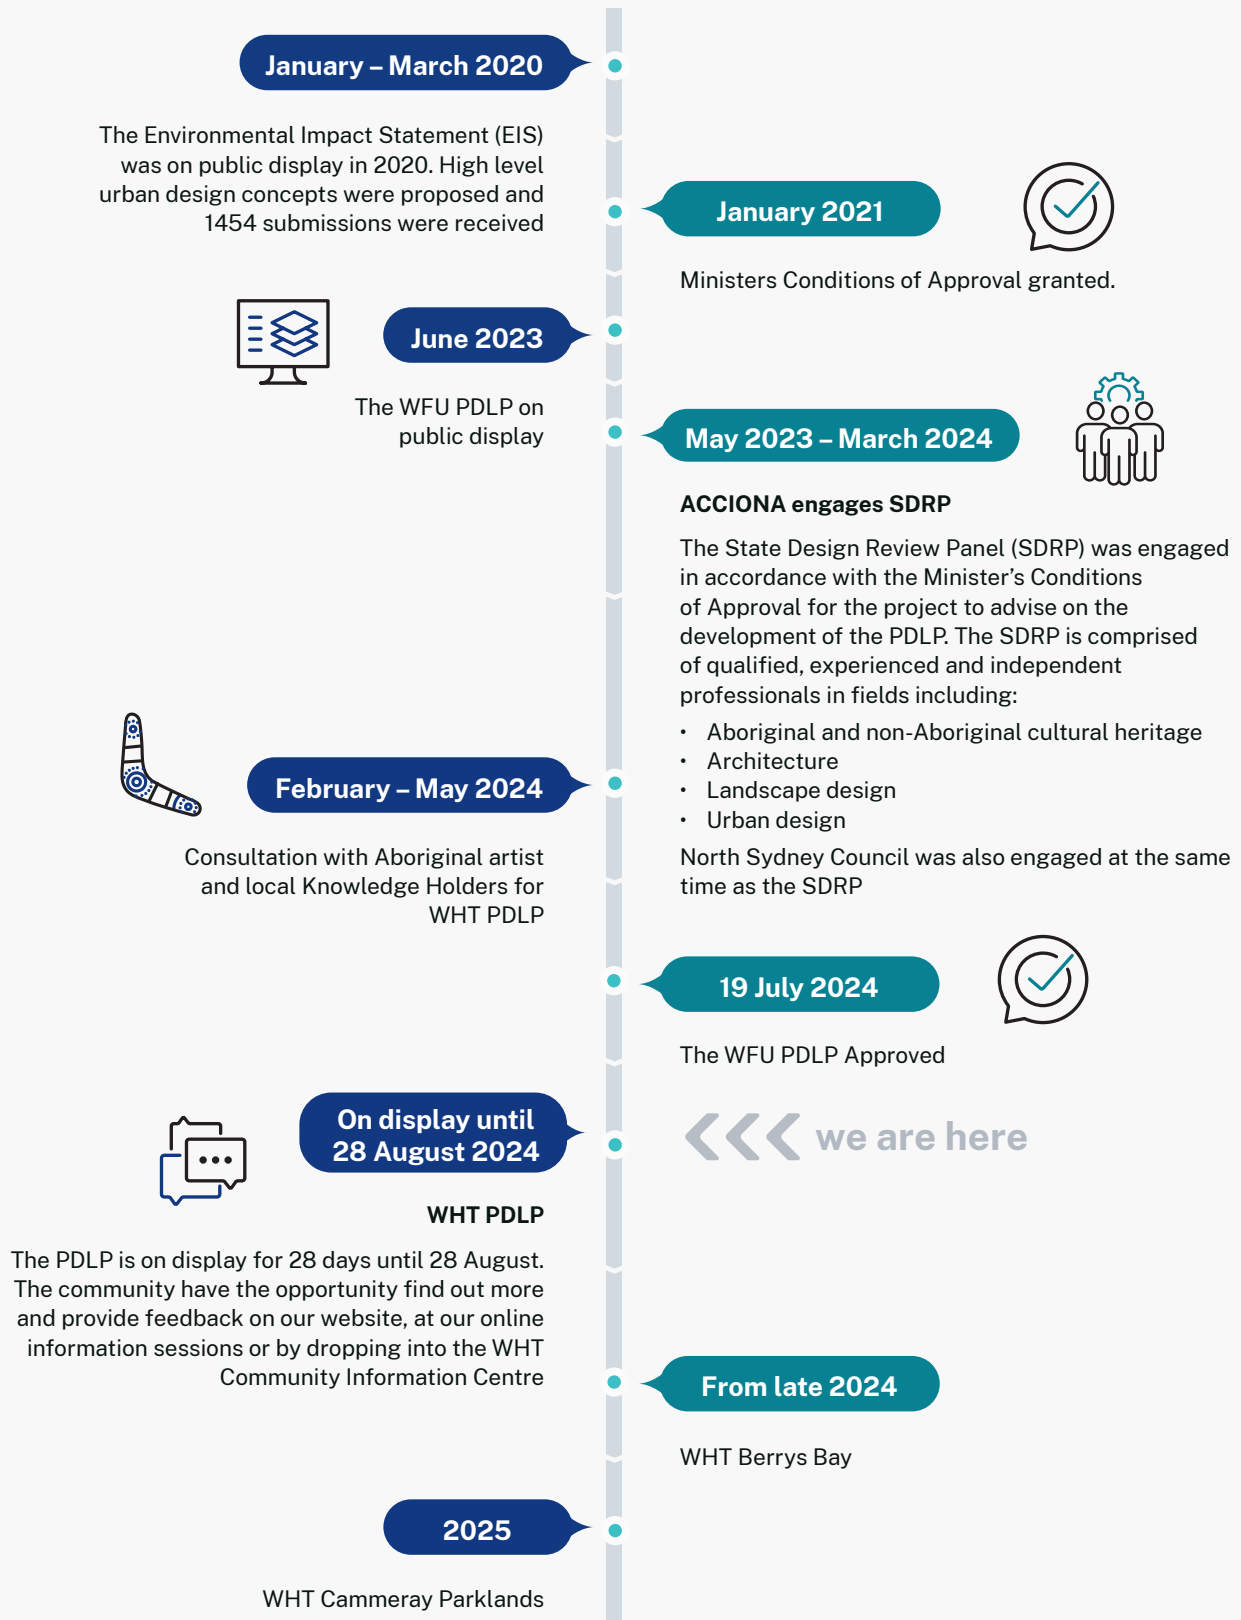 January – March 2020
The Environmental Impact Statement (EIS)
was on public display in 2020. High level
urban design concepts were proposed and
1454 submissions were received
January 2021
Ministers Conditions of Approval granted.
June 2023
The WFU PDLP on
public display
May 2023 – March 2024
ACCIONA engages SDRP
The State Design Review Panel (SDRP) was engaged
in accordance with the Minister’s Conditions
of Approval for the project to advise on the
development of the PDLP. The SDRP is comprised
of qualified, experienced and independent
professionals in fields including:
• Aboriginal and non-Aboriginal cultural heritage
• Architecture
• Landscape design
• Urban design
North Sydney Council was also engaged at the same
time as the SDRP
February – May 2024
Consultation with Aboriginal artist
and local Knowledge Holders for
WHT PDLP
19 July 2024
The WFU PDLP Approved
On display until
28 August 2024
we are here
WHT PDLP
The PDLP is on display for 28 days until 28 August.
The community have the opportunity find out more
and provide feedback on our website, at our online
information sessions or by dropping into the WHT
Community Information Centre
From late 2024
WHT Berrys Bay
2025
WHT Cammeray Parklands